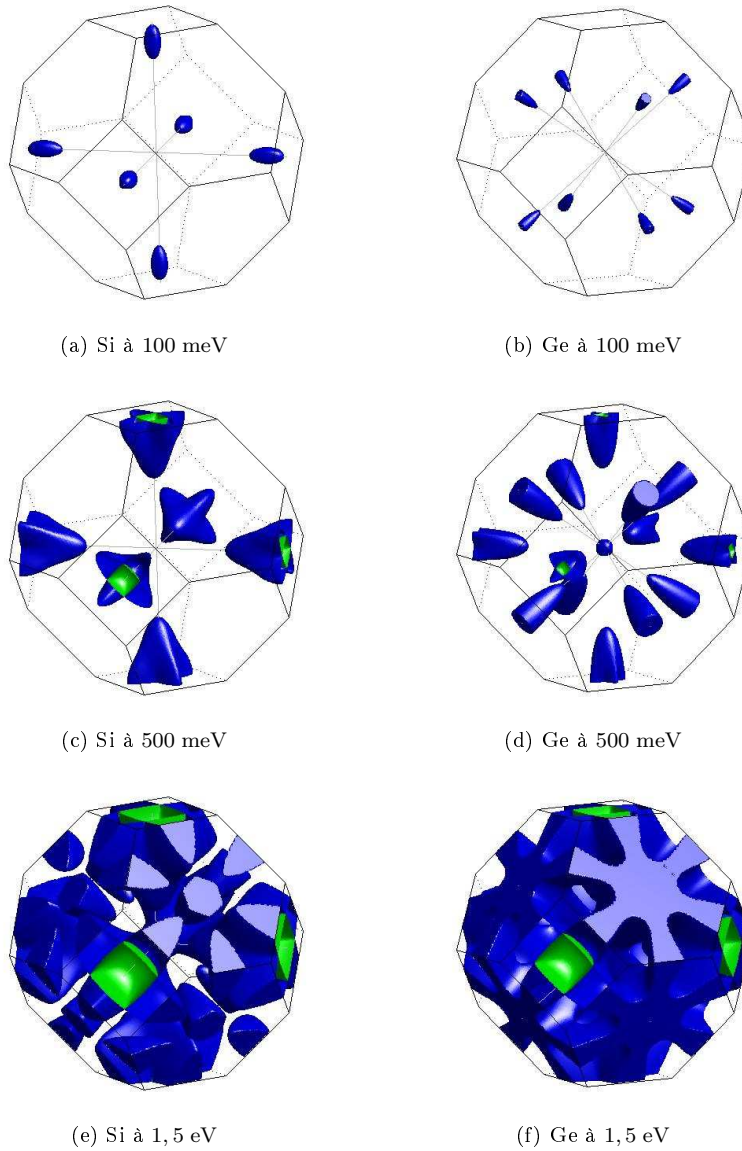 (a) Si à 100 meV
(b) Ge à 100 meV
(c) Si à 500 meV
(d) Ge à 500 meV
(e) Si à 1, 5 eV
(f) Ge à 1, 5 eV